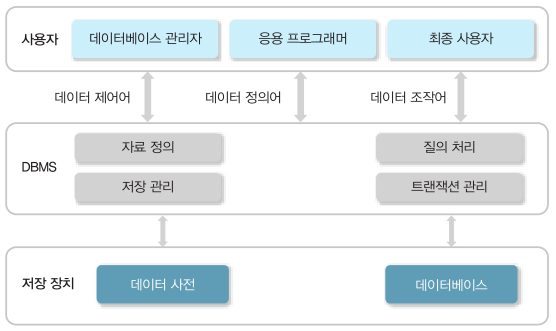 사용자
데이터베이스 관리자
응용 프로그래머
최종 사용자
데이터 제어어
데이터 정의어
데이터 조작어
DBMS
자료 정의
질의 처리
저장 관리
트랜잭션 관리
저장 장치
데이터 사전
데이터베이스